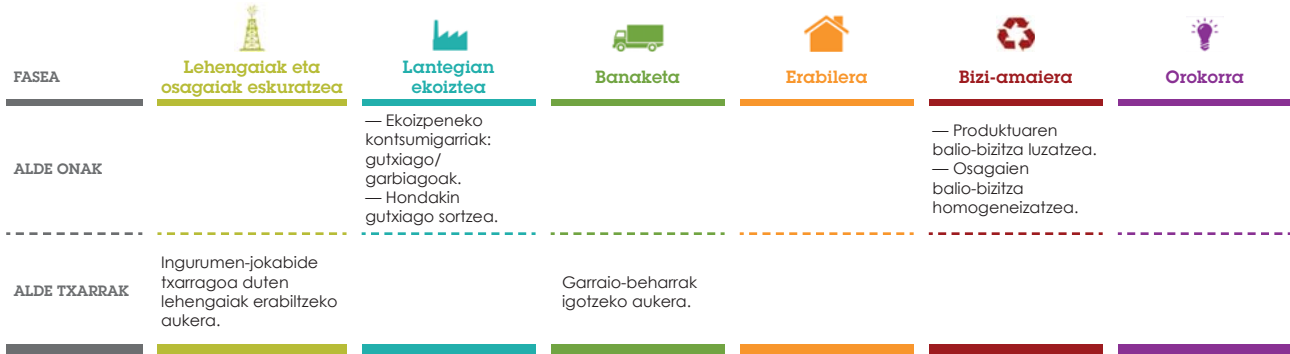 FASEA
Lehengaiak eta
osagaiak eskuratzea
Lantegian
ekoiztea
Banaketa
Erabilera
Bizi-amaiera
Orokorra
ALDE ONAK
— Ekoizpeneko
kontsumigarriak:
gutxiago/
garbiagoak.
— Hondakin
gutxiago sortzea.
— Produktuaren
balio-bizitza luzatzea.
— Osagaien
balio-bizitza
homogeneizatzea.
ALDE TXARRAK
Ingurumen-jokabide
txarragoa duten
lehengaiak erabiltzeko
aukera.
Garraio-beharrak
igotzeko aukera.